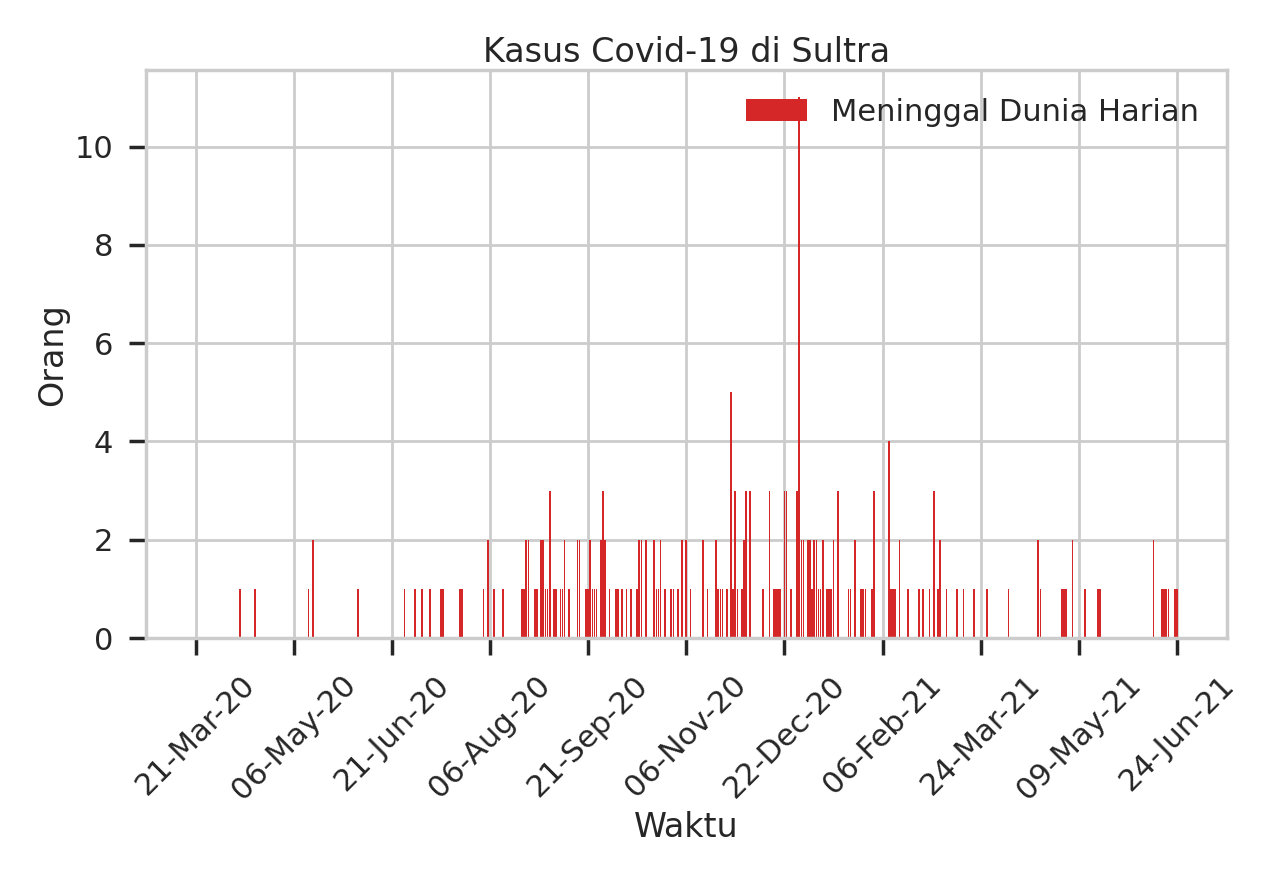 Kasus Covid-19 di Sultra
Meninggal Dunia Harian
Orang
10
8
6
4
2
0
21-Mar-20
06-May-20
21-Jun-20
06-Aug-20
21-Sep-20
06-Nov-20
22-Dec-20
06-Feb-21
24-Mar-21
09-May-21
24-Jun-21
Waktu